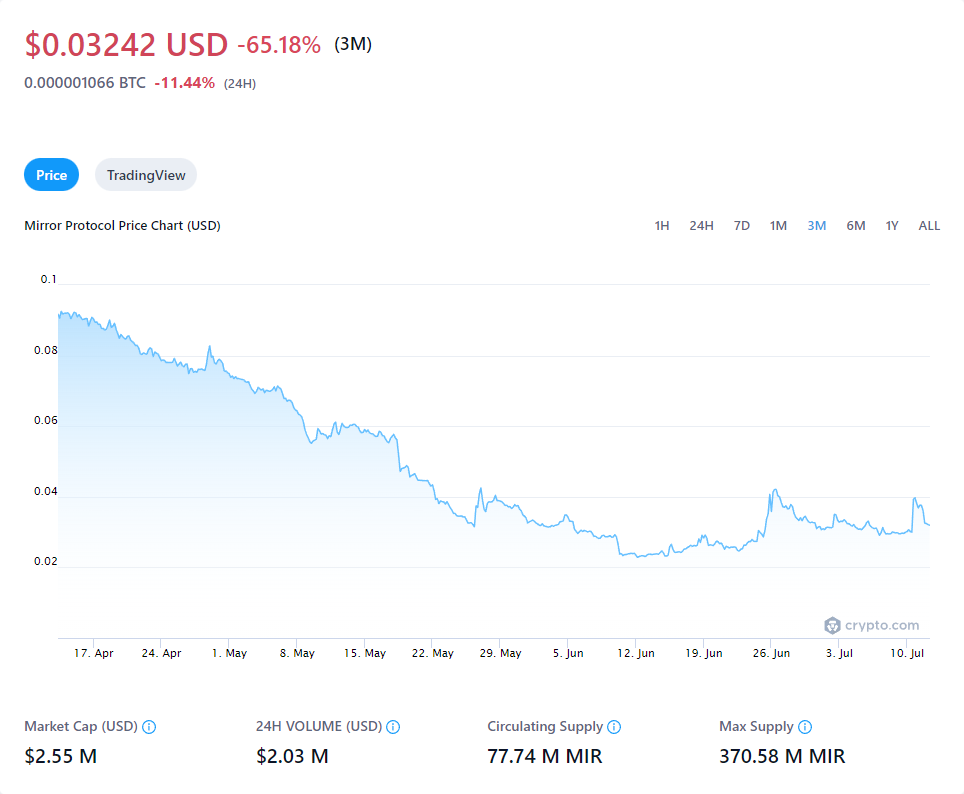 $0.03242 USD -65.18% (3M)
0.000001066 BTC -11.44% (24H)
Price TradingView
Mirror Protocol Price Chart (USD) 1H 24H 7D 1M 3M 6M 1Y ALL
0.1
0.08
0.06
0.04
0.02
crypto.com
17. Apr 24. Apr 1. May 8. May 15. May 22. May 29. May 5. Jun 12. Jun 19. Jun 26. Jun 3. Jul 10. Jul
Market Cap (USD) 24H VOLUME (USD) Circulating Supply Max Supply
$2.55 M $2.03 M 77.74 M MIR 370.58 M MIR